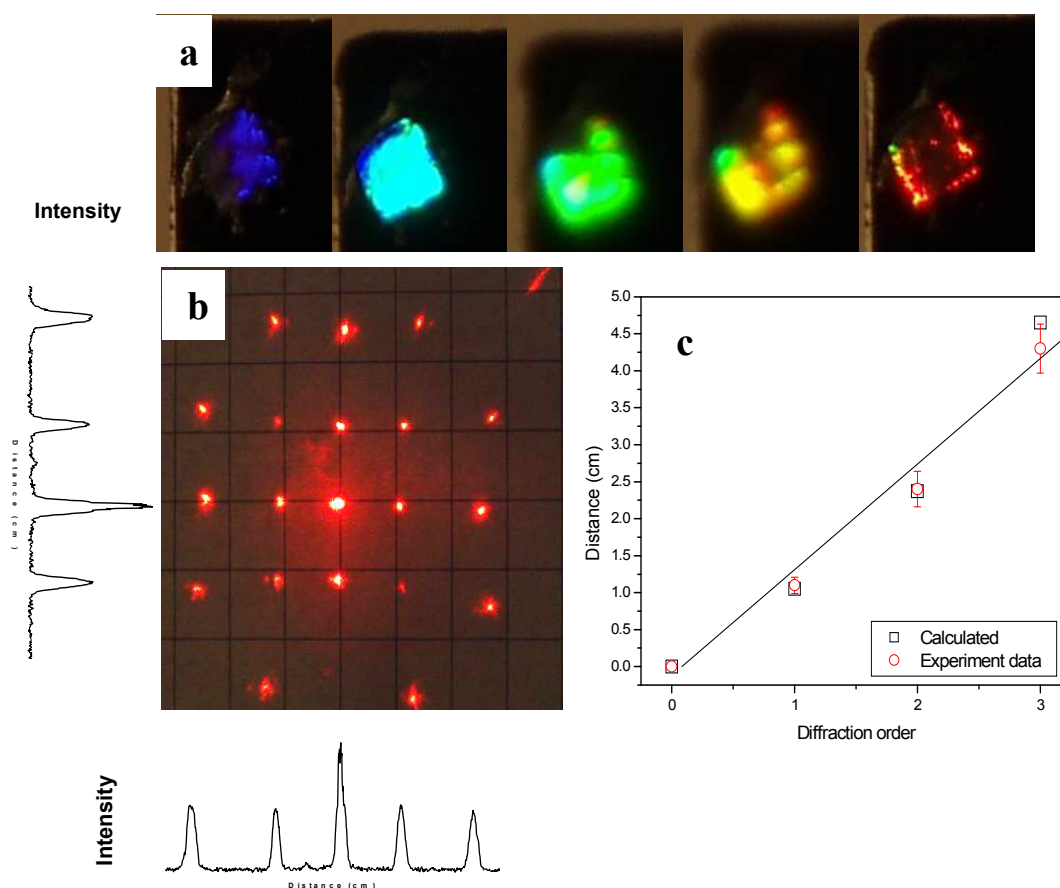 a
Intensity
b
Distance (cm)
c
5.0
4.5
4.0
3.5
3.0
2.5
2.0
1.5
1.0
0.5
0.0
Distance (cm)
Calculated
Experiment data
0 1 2 3
Diffraction order
Intensity
Distance (cm)